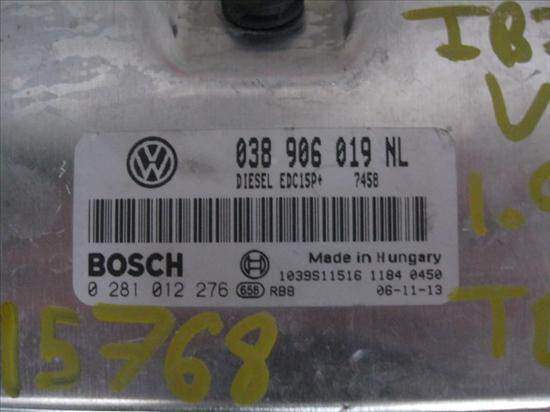 038 906 019 NL
DIESEL EDC15P+ 7458
BOSCH
Made in Hungary
1039S11516 1184 0450
0 281 012 276 658 RB8 06-11-13
15768